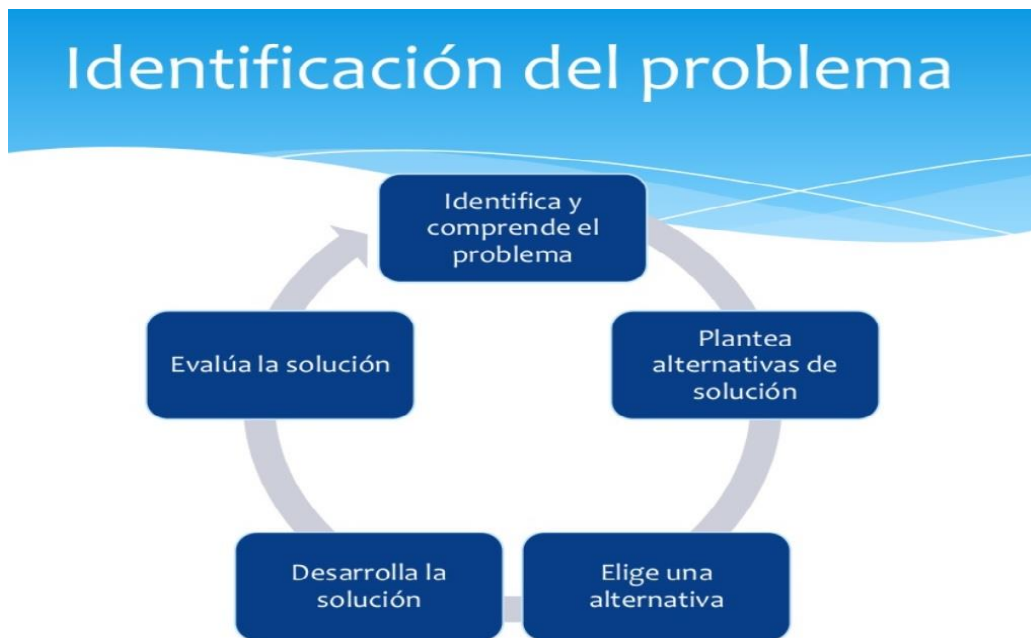 Identificación del problema
Identifica y
comprende el
problema
Plantea
alternativas de
solución
Elige una
alternativa
Desarrolla la
solución
Evalúa la solución